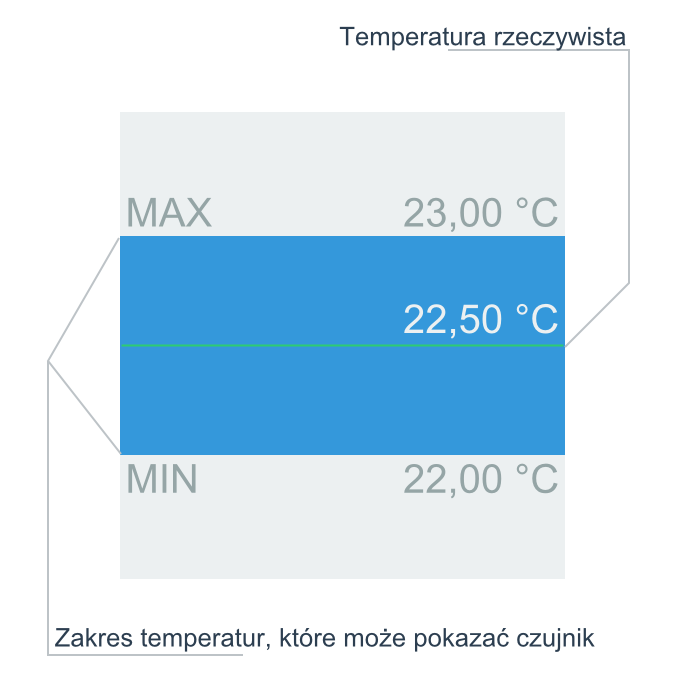 Temperatura rzeczywista
MAX 23,00 °C
22,50 °C
MIN 22,00 °C
Zakres temperatur, które może pokazać czujnik